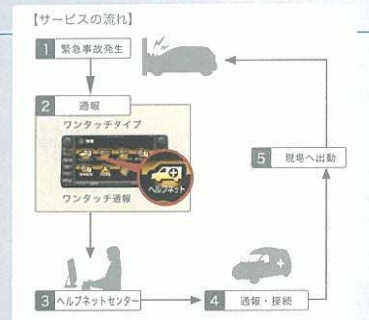 【サービスの流れ】
1 緊急事故発生
2 通報
ワンタッチタイプ
ヘルプネット
ワンタッチ通報
3 ヘルプネットセンター
4 通報・接続
5 現場へ出動